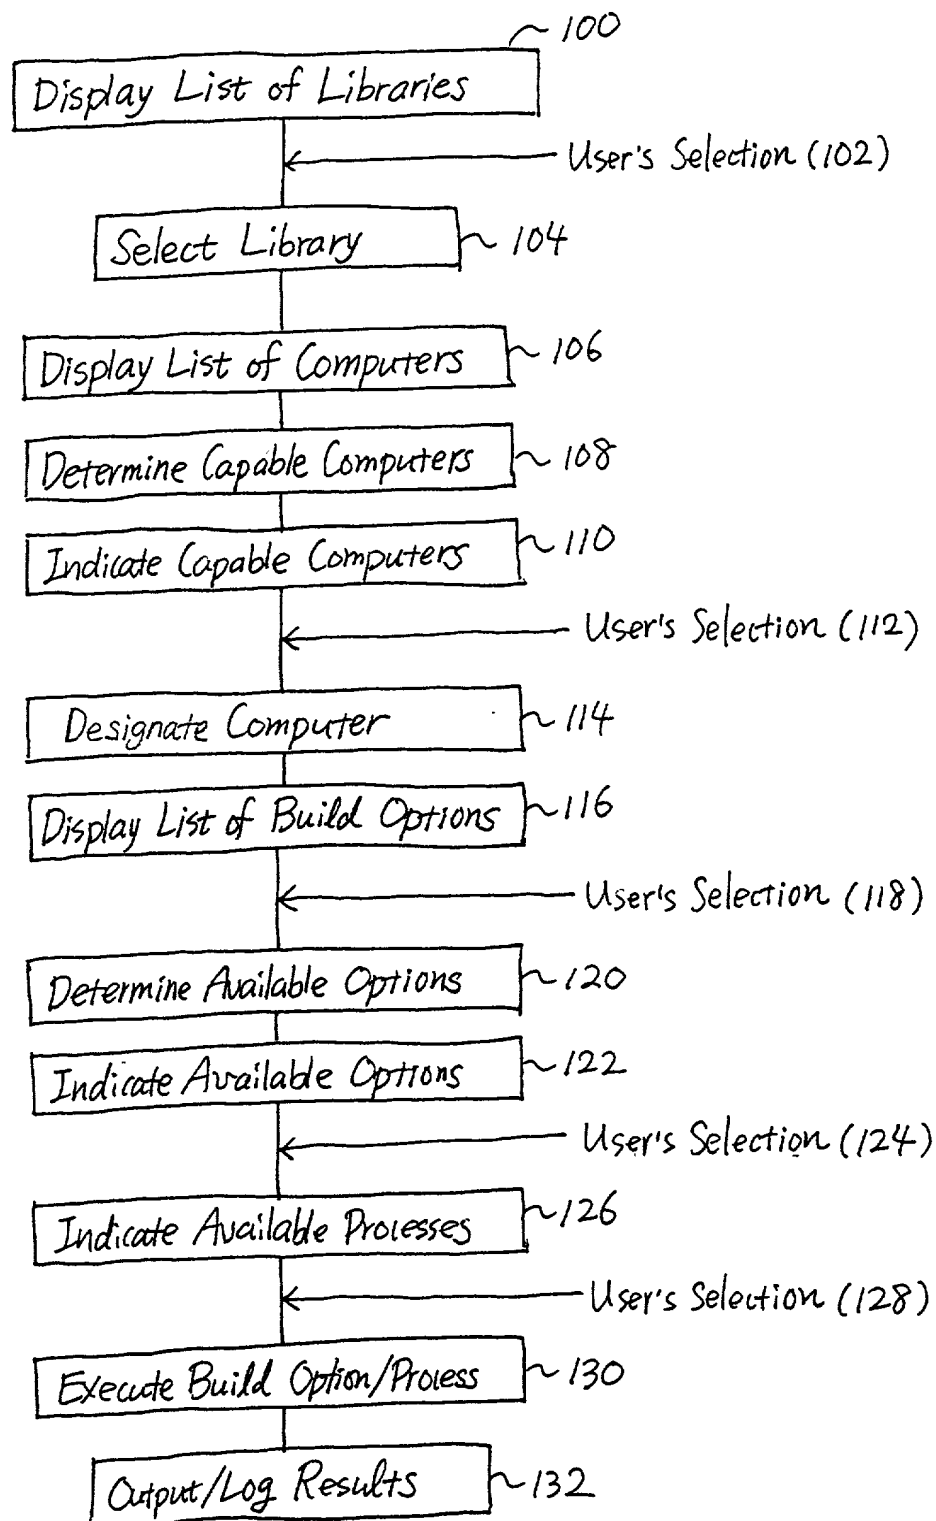 100
Display List of Libraries
User's Selection (102)
Select Library 104
Display List of Computers 106
Determine Capable Computers 108
Indicate Capable Computers 110
User's Selection (112)
Designate Computer 114
Display List of Build Options 116
User's Selection (118)
Determine Available Options 120
Indicate Available Options 122
User's Selection (124)
Indicate Available Processes 126
User's Selection (128)
Execute Build Option/Process 130
Output/Log Results 132